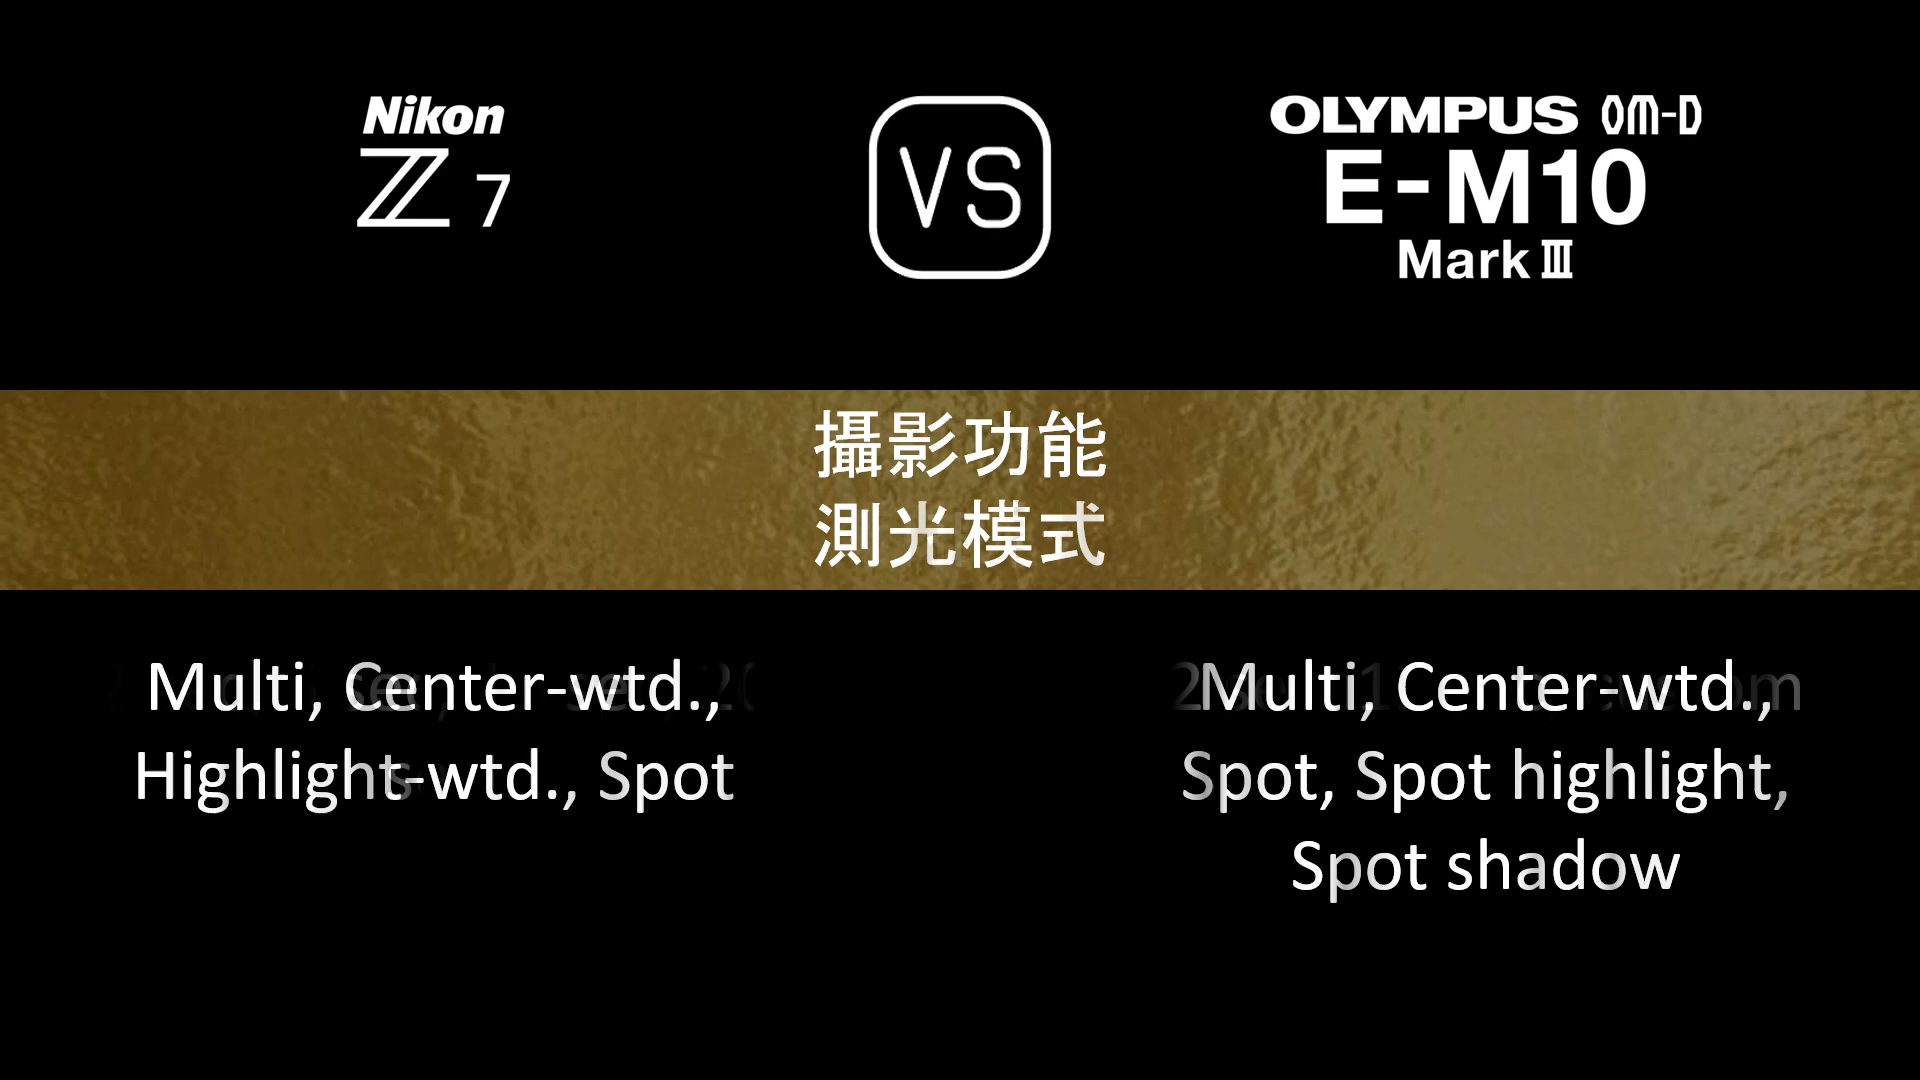 Nikon
Z 7
VS
OLYMPUS OM-D
E-M10
Mark III
攝影功能
測光模式
Multi, Center-wtd.,
Highlight-wtd., Spot
Multi, Center-wtd.,
Spot, Spot highlight,
Spot shadow